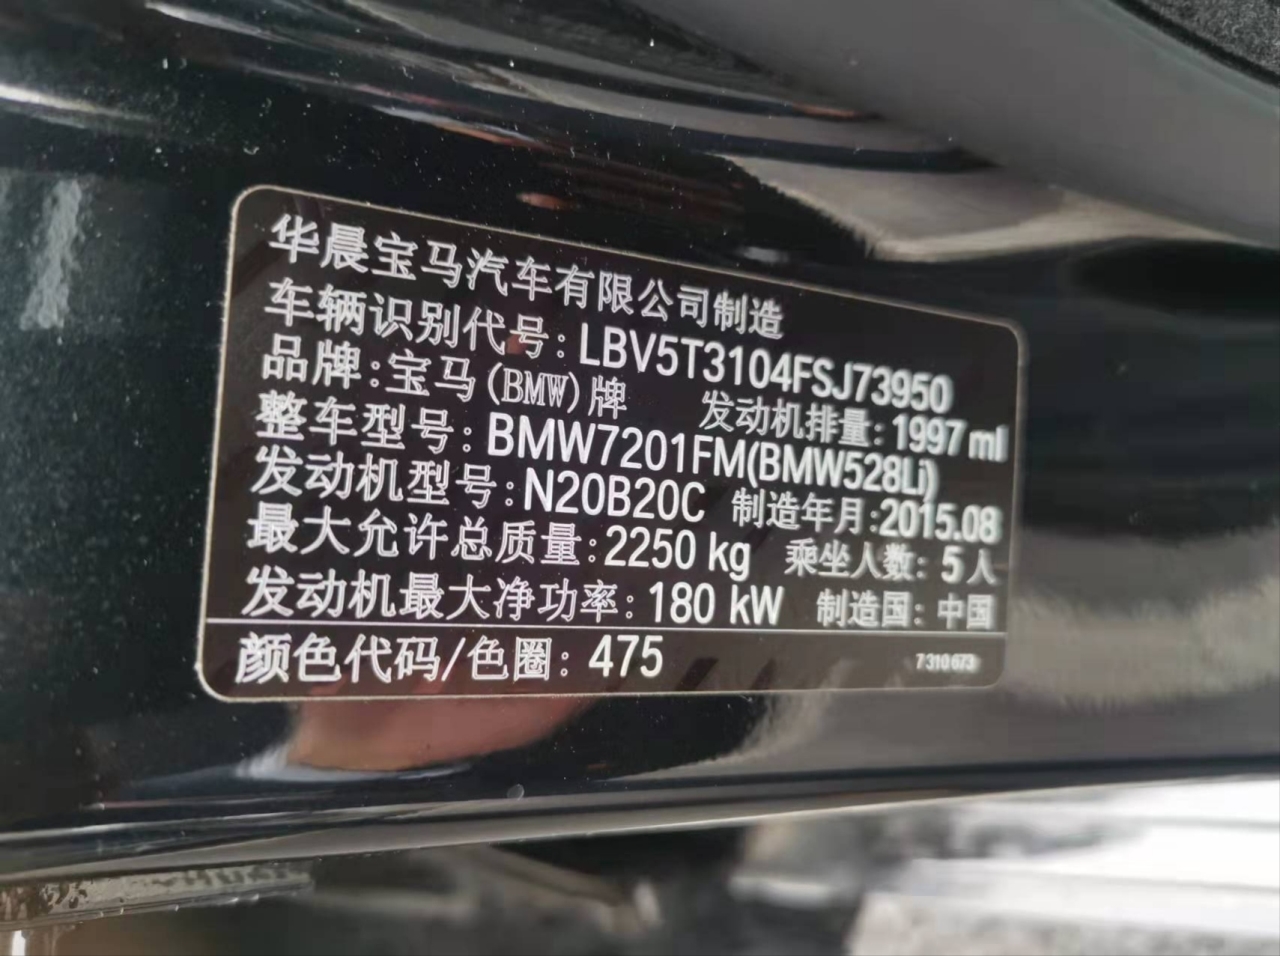 华晨宝马汽车有限公司制造
车辆识别代号:LBV5T3104FSJ73950
品牌:宝马(BMW)牌 发动机排量:1997 ml
整车型号:BMW7201FM(BMW528Li)
发动机型号:N20B20C 制造年月:2015.08
最大允许总质量:2250 kg 乘坐人数: 5人
发动机最大净功率:180 kW 制造国: 中国
颜色代码/色圈: 475 7310673